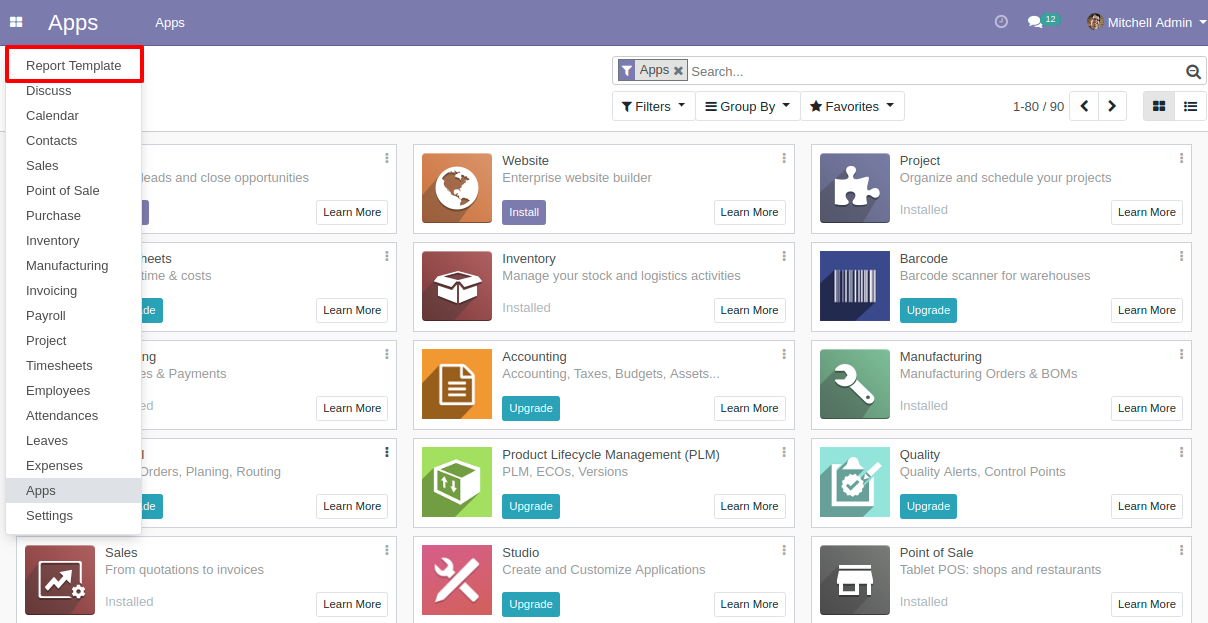 Apps
Apps
12
Mitchell Admin
Report Template
Discuss
Calendar
Contacts
Sales
Point of Sale
Purchase
Inventory
Manufacturing
Invoicing
Payroll
Project
Timesheets
Employees
Attendances
Leaves
Expenses
Apps
Settings
Apps
Search...
Filters
Group By
Favorites
1-80 / 90
leads and close opportunities
Learn More
Website
Enterprise website builder
Install
Learn More
Project
Organize and schedule your projects
Installed
Learn More
heets
time & costs
de
Learn More
Inventory
Manage your stock and logistics activities
Installed
Learn More
Barcode
Barcode scanner for warehouses
Upgrade
Learn More
ng
es & Payments
ed
Learn More
Accounting
Accounting, Taxes, Budgets, Assets...
Upgrade
Learn More
Manufacturing
Manufacturing Orders & BOMs
Installed
Learn More
Orders, Planing, Routing
de
Learn More
Product Lifecycle Management (PLM)
PLM, ECOs, Versions
Upgrade
Learn More
Quality
Quality Alerts, Control Points
Upgrade
Learn More
Sales
From quotations to invoices
Installed
Learn More
Studio
Create and Customize Applications
Upgrade
Learn More
Point of Sale
Tablet POS: shops and restaurants
Installed
Learn More